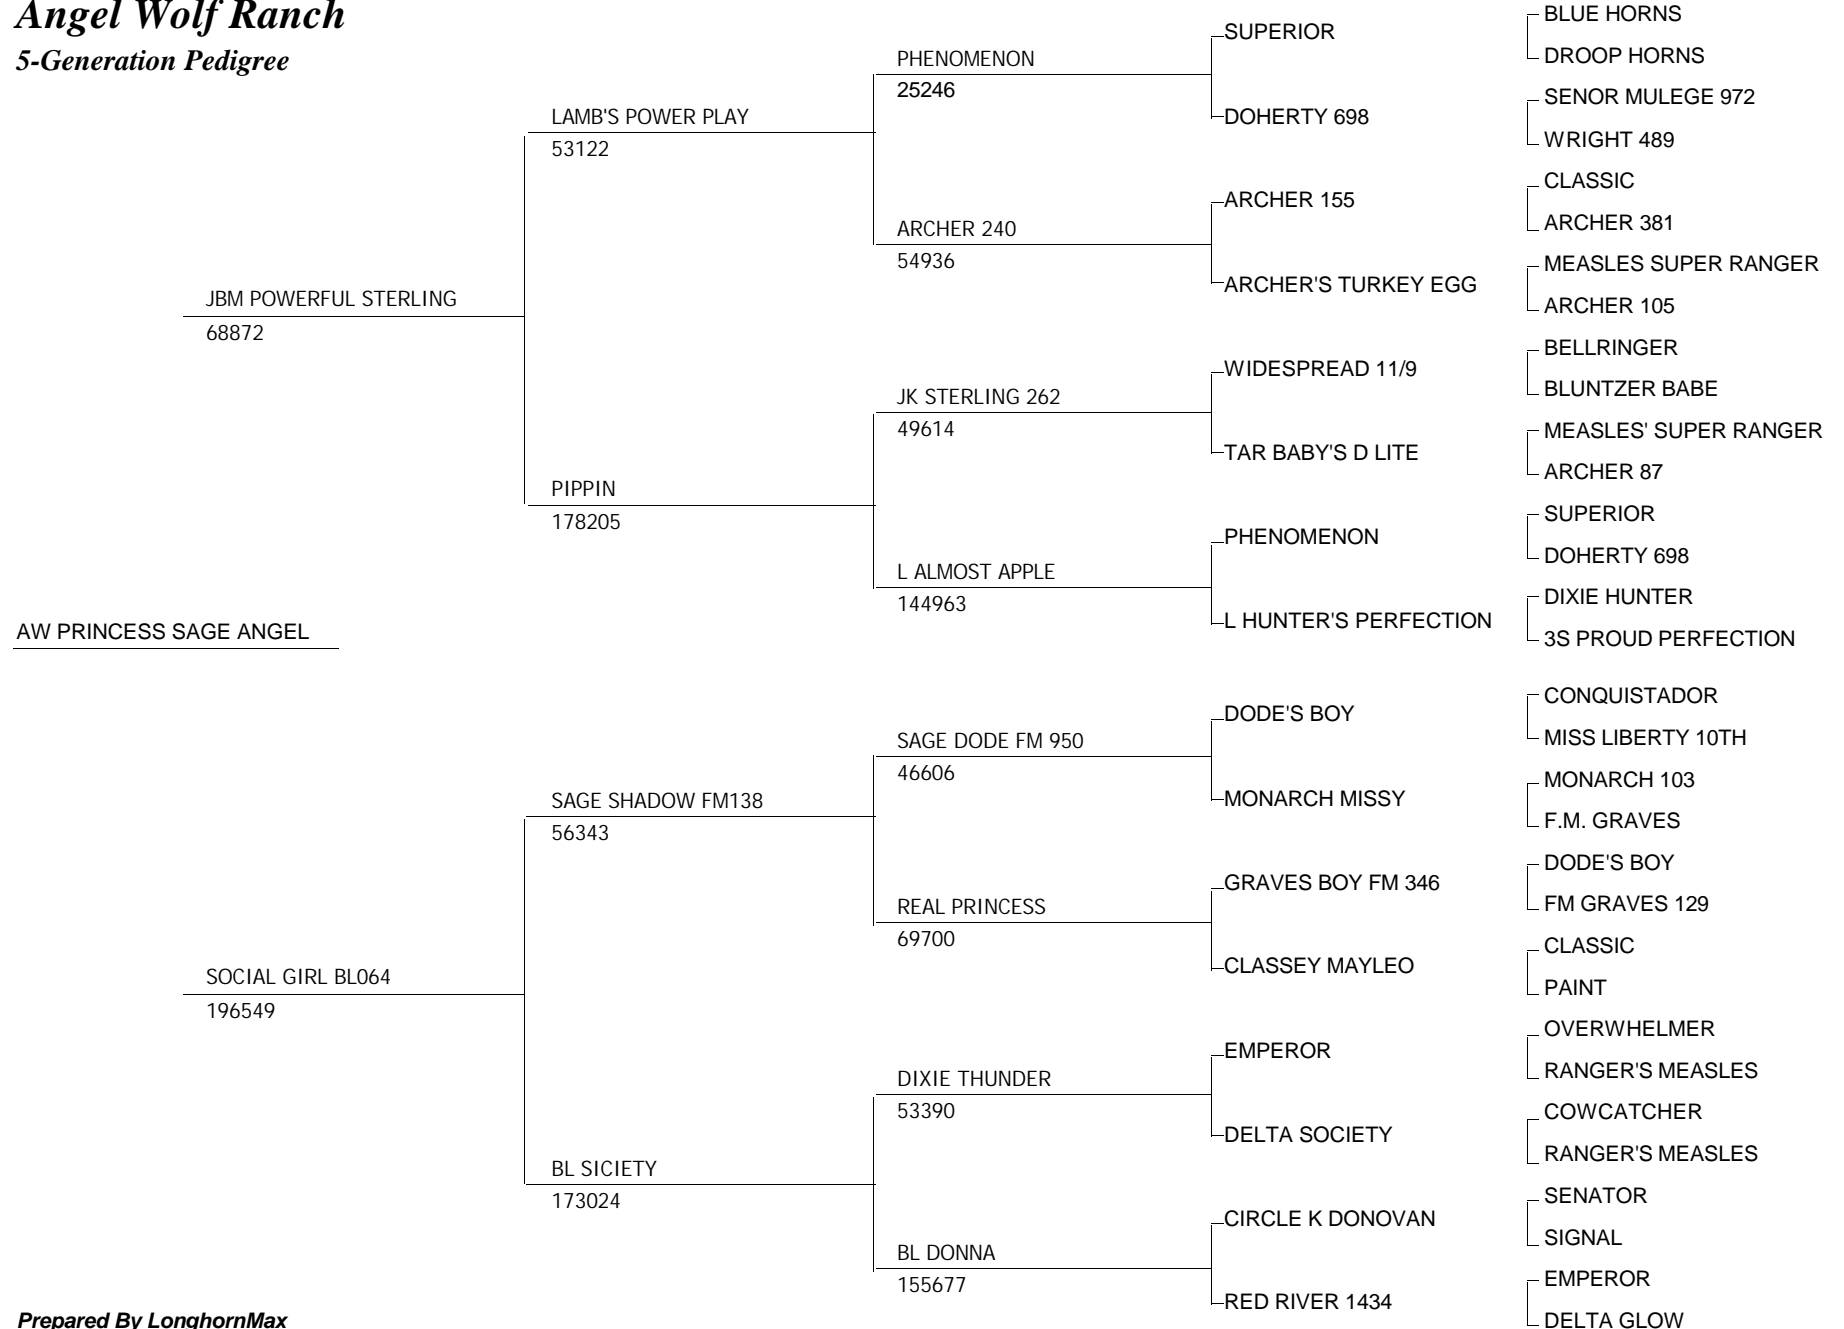 Angel Wolf Ranch
5-Generation Pedigree
BLUE HORNS
SUPERIOR
DROOP HORNS
PHENOMENON
25246
SENOR MULEGE 972
LAMB'S POWER PLAY
DOHERTY 698
53122
WRIGHT 489
CLASSIC
ARCHER 155
ARCHER 381
ARCHER 240
54936
MEASLES SUPER RANGER
ARCHER'S TURKEY EGG
JBM POWERFUL STERLING
ARCHER 105
68872
BELLRINGER
WIDESPREAD 11/9
BLUNTZER BABE
JK STERLING 262
49614
MEASLES' SUPER RANGER
TAR BABY'S D LITE
ARCHER 87
PIPPIN
178205
SUPERIOR
PHENOMENON
DOHERTY 698
L ALMOST APPLE
144963
DIXIE HUNTER
L HUNTER'S PERFECTION
AW PRINCESS SAGE ANGEL
3S PROUD PERFECTION
CONQUISTADOR
DODE'S BOY
MISS LIBERTY 10TH
SAGE DODE FM 950
46606
MONARCH 103
SAGE SHADOW FM138
MONARCH MISSY
56343
F.M. GRAVES
DODE'S BOY
GRAVES BOY FM 346
FM GRAVES 129
REAL PRINCESS
69700
CLASSIC
CLASSEY MAYLEO
SOCIAL GIRL BL064
PAINT
196549
OVERWHELMER
EMPEROR
RANGER'S MEASLES
DIXIE THUNDER
53390
COWCATCHER
DELTA SOCIETY
RANGER'S MEASLES
BL SICIETY
173024
SENATOR
CIRCLE K DONOVAN
SIGNAL
BL DONNA
155677
EMPEROR
RED RIVER 1434
DELTA GLOW
Prepared By LonghornMax